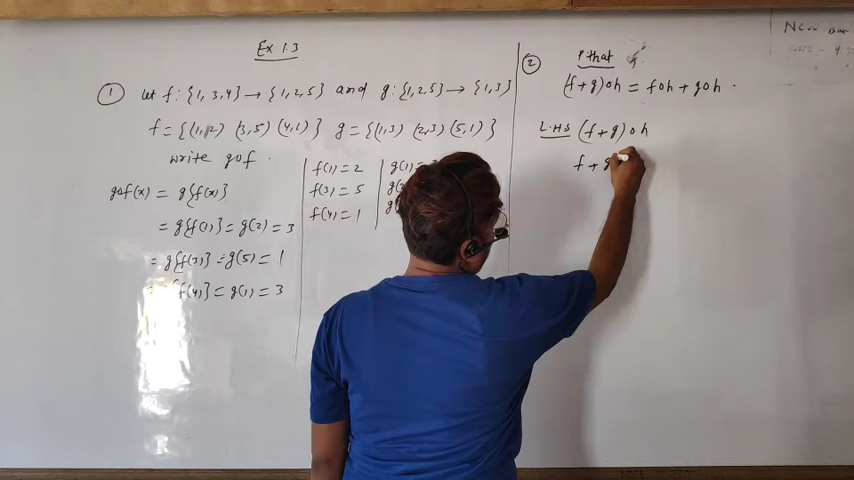 Ex 1.3
① Let f: {1, 3, 4} → {1, 2, 5} and g: {1, 2, 5} → {1, 3}
f = {(1, 2) (3, 5) (4, 1)} g = {(1, 3) (2, 3) (5, 1)}
write gof.
gof(x) = g{f(x)}
= g{f(1)} = g(2) = 3
= g{f(3)} = g(5) = 1
f(4)} = g(1) = 3
f(1) = 2
f(3) = 5
f(4) = 1
g(1) =
② P that
(f+g)oh = foh + goh.
L.H.S (f+g)oh
f + g
New